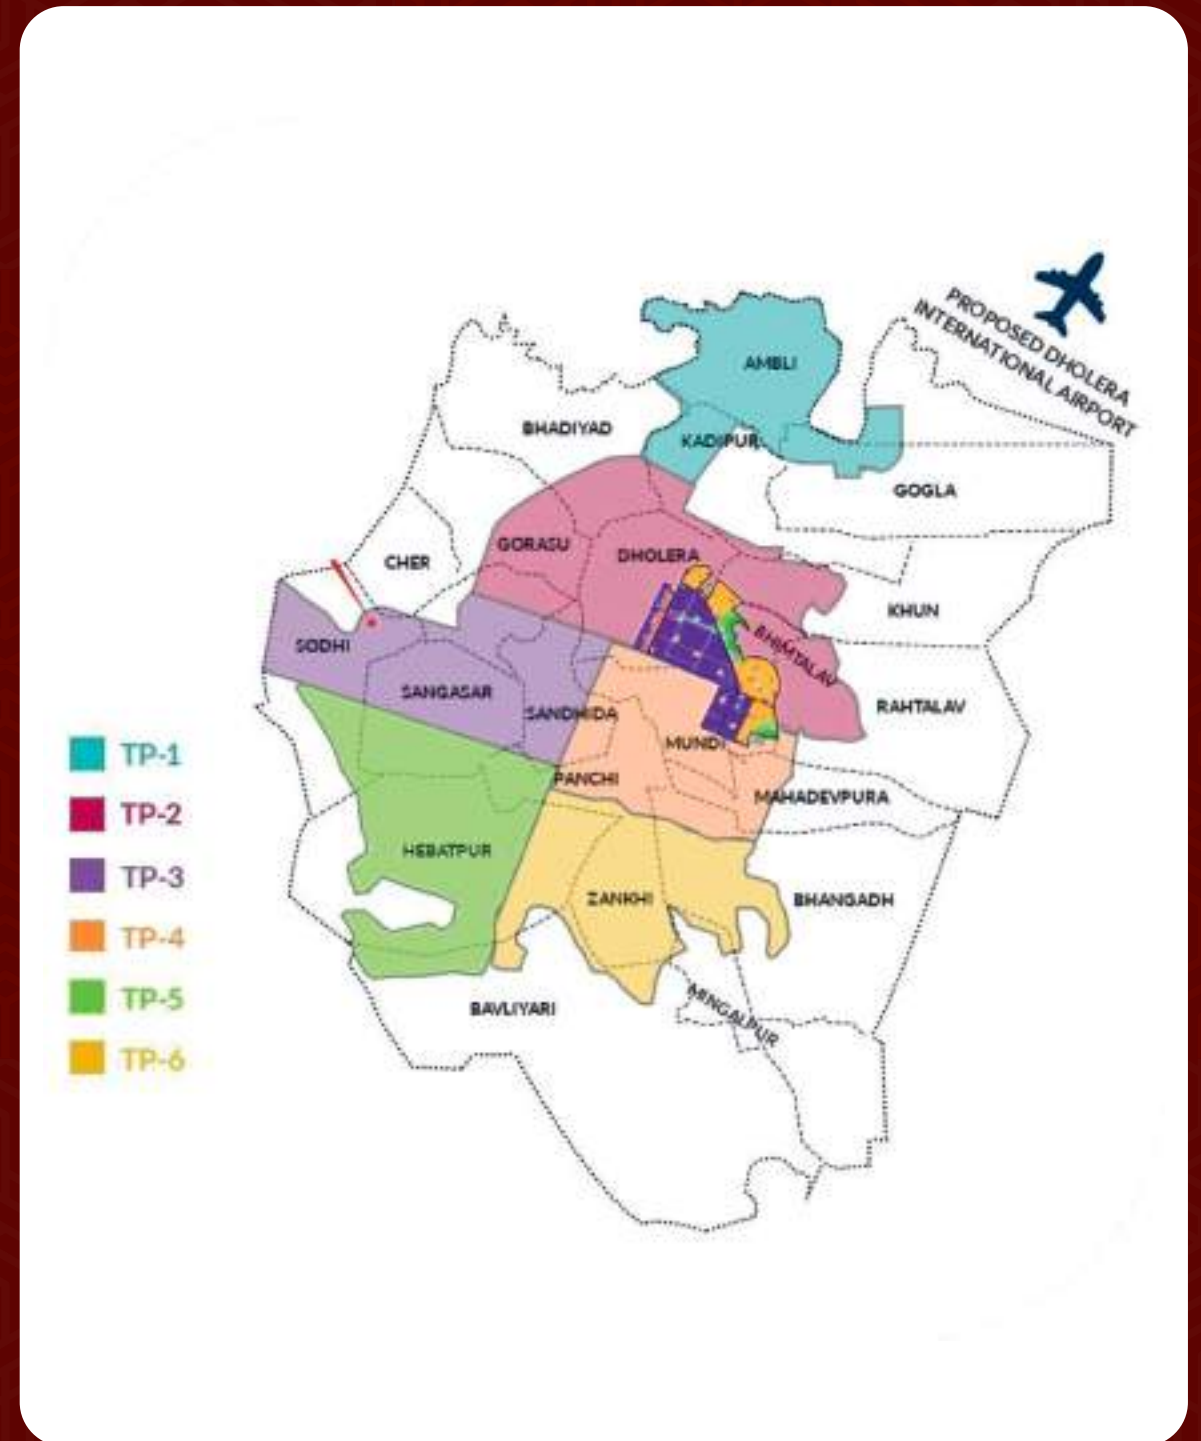 PROPOSED DHOLERA
INTERNATIONAL AIRPORT
AMBLI
BHADIYAD
KADIPUR
GOGLA
GORASU
DHOLERA
CHER
KHUN
BHIMTALAV
SODHI
SANGASAR
SANDHIDA
RAHTALAV
MUNDI
PANCHI
MAHADEVPURA
HEBATPUR
ZANKHI
BHANGADH
BAVLIYARI
MINGALPUR
TP-1
TP-2
TP-3
TP-4
TP-5
TP-6